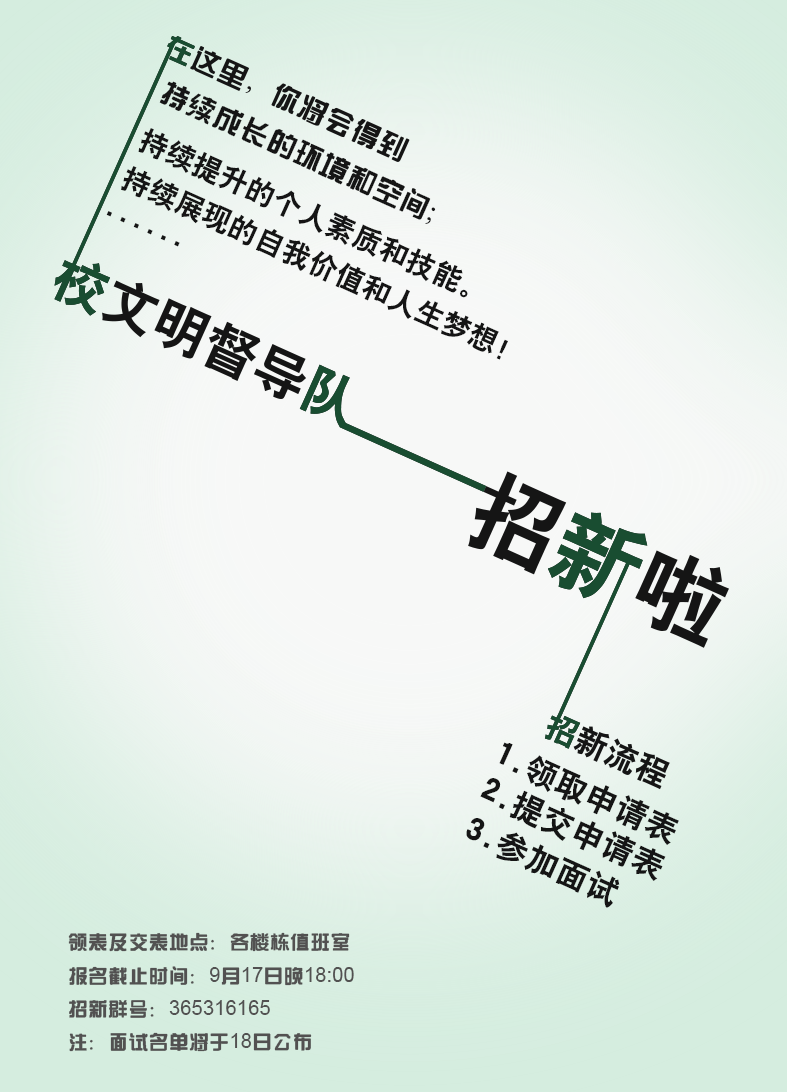 在这里，你将会得到
持续成长的环境和空间；
持续提升的个人素质和技能。
持续展现的自我价值和人生梦想！
······
校文明督导队
招新啦
招新流程
1.领取申请表
2.提交申请表
3.参加面试
领表及交表地点：各楼栋值班室
报名截止时间：9月17日晚18:00
招新群号：365316165
注：面试名单将于18日公布